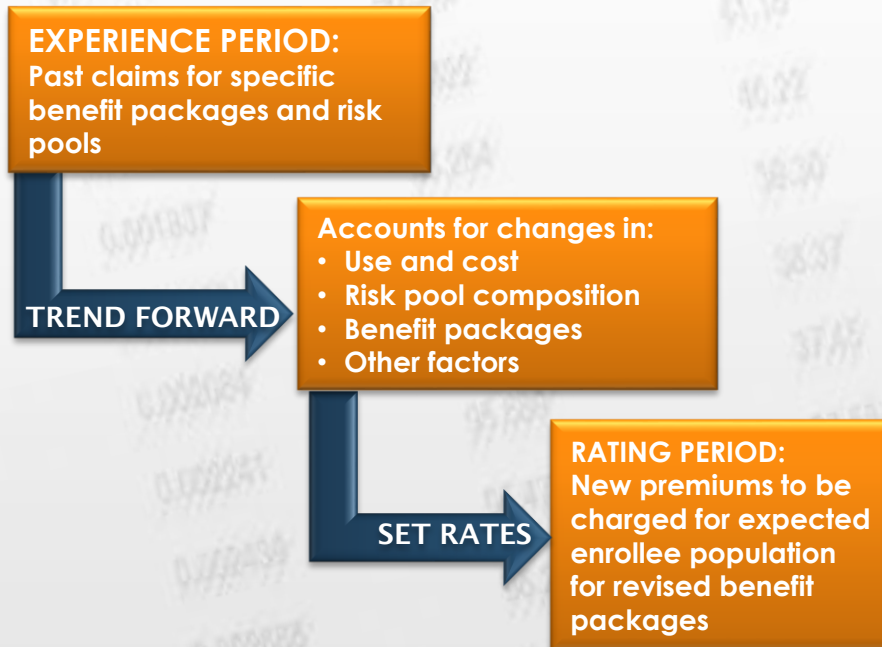 EXPERIENCE PERIOD:
Past claims for specific
benefit packages and risk
pools
TREND FORWARD
Accounts for changes in:
• Use and cost
• Risk pool composition
• Benefit packages
• Other factors
SET RATES
RATING PERIOD:
New premiums to be
charged for expected
enrollee population
for revised benefit
packages